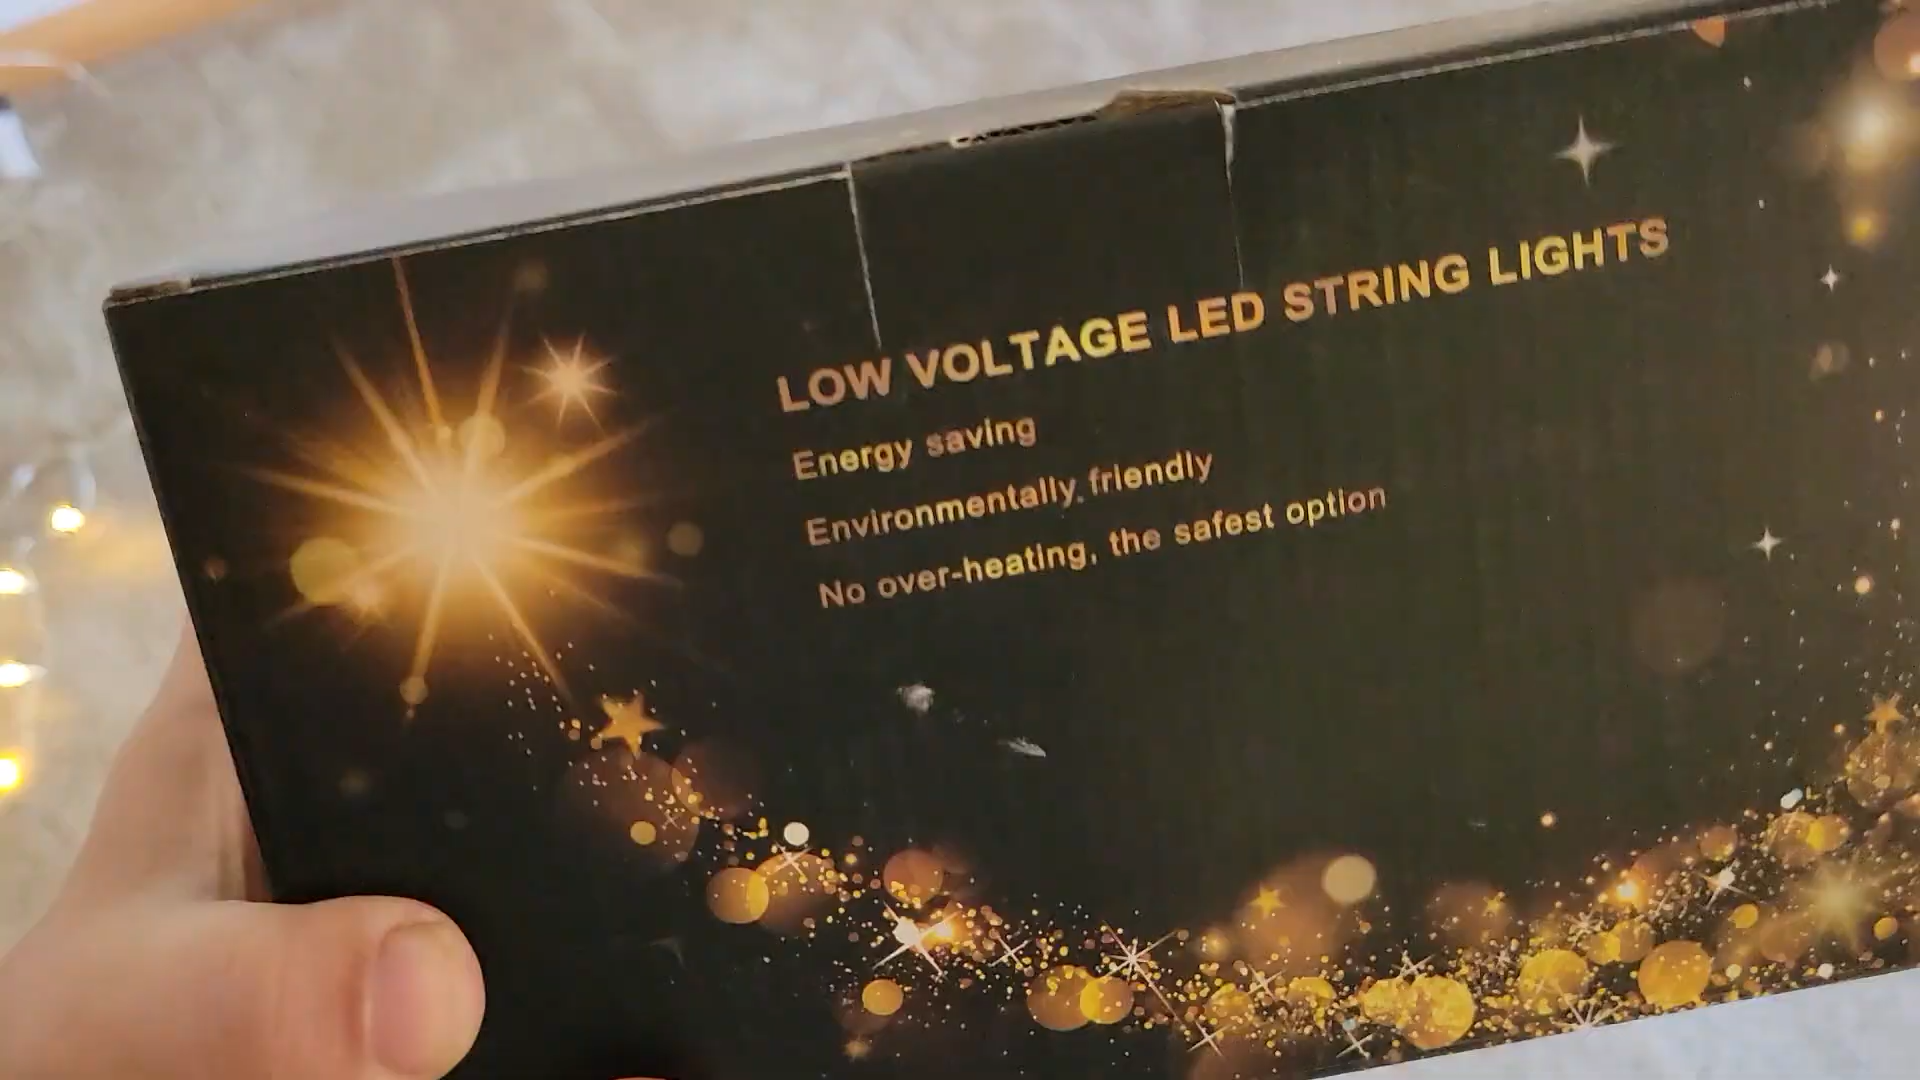 LOW VOLTAGE LED STRING LIGHTS
Energy saving
Environmentally friendly
No over-heating, the safest option